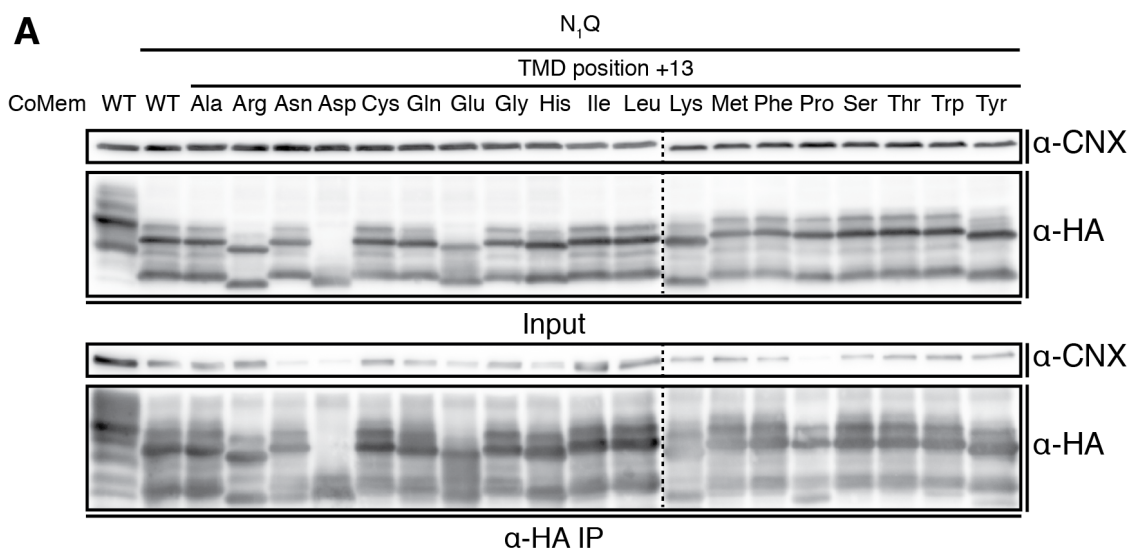 A
N₁Q
TMD position +13
CoMem WT WT Ala Arg Asn Asp Cys Gln Glu Gly His Ile Leu Lys Met Phe Pro Ser Thr Trp Tyr
α-CNX
α-HA
Input
α-CNX
α-HA
α-HA IP